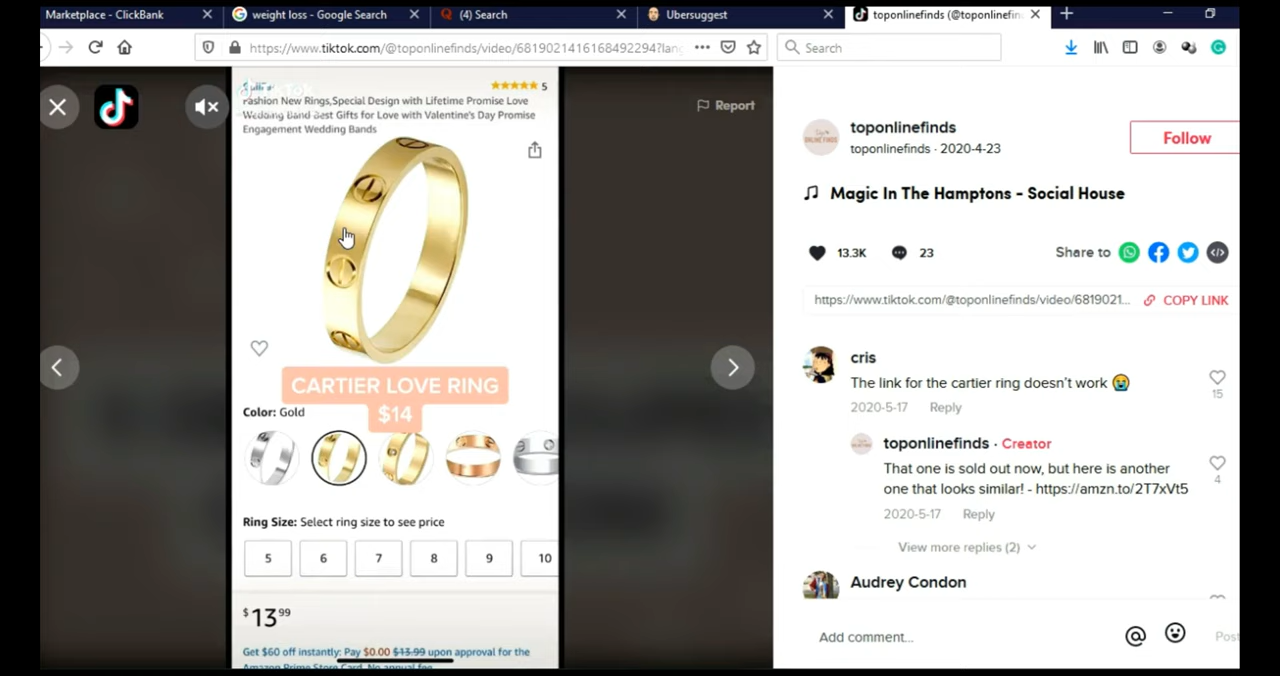 Marketplace - ClickBank
weight loss - Google Search
(4) Search
Ubersuggest
toponlinefinds (@toponlinefin
https://www.tiktok.com/@toponlinefinds/video/6819021416168492294?lang
Search
Report
5
Fashion New Rings,Special Design with Lifetime Promise Love
Wedding Band Best Gifts for Love with Valentine's Day Promise
Engagement Wedding Bands
CARTIER LOVE RING
$14
Color: Gold
Ring Size: Select ring size to see price
5 6 7 8 9 10
$13 99
Get $60 off instantly: Pay $0.00 $13.99 upon approval for the
Amazon Prime Store Card. No annual fee.
toponlinefinds
toponlinefinds · 2020-4-23
Follow
Magic In The Hamptons - Social House
13.3K
23
Share to
https://www.tiktok.com/@toponlinefinds/video/6819021...
COPY LINK
cris
The link for the cartier ring doesn't work 😭
15
2020-5-17 Reply
toponlinefinds · Creator
That one is sold out now, but here is another
one that looks similar! - https://amzn.to/2T7xVt5
4
2020-5-17 Reply
View more replies (2)
Audrey Condon
Add comment...
Post